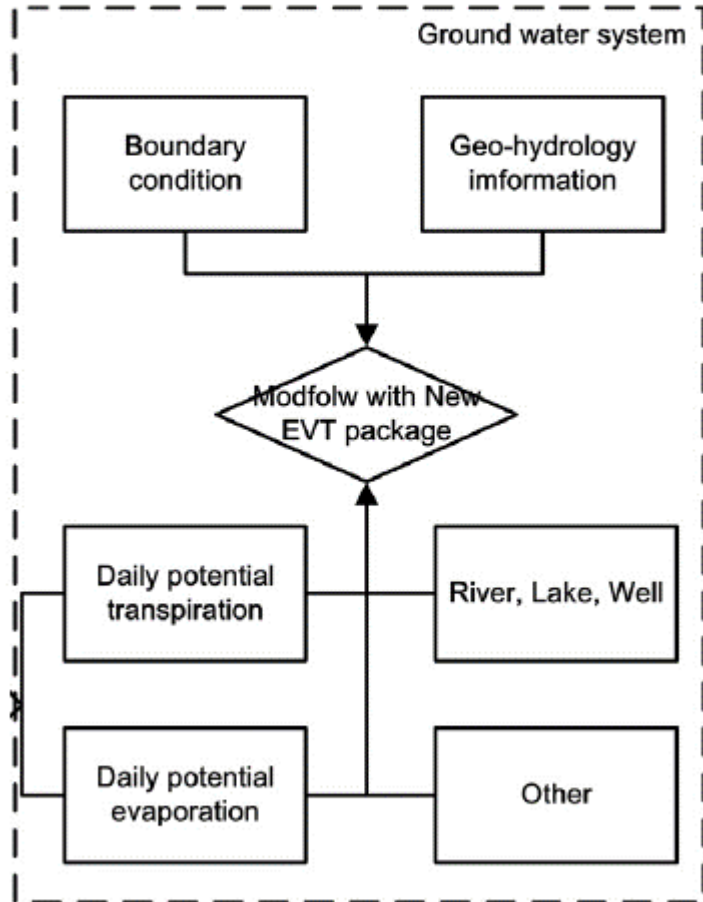 Ground water system
Boundary
condition
Geo-hydrology
imformation
Modfolw with New
EVT package
Daily potential
transpiration
River, Lake, Well
Daily potential
evaporation
Other